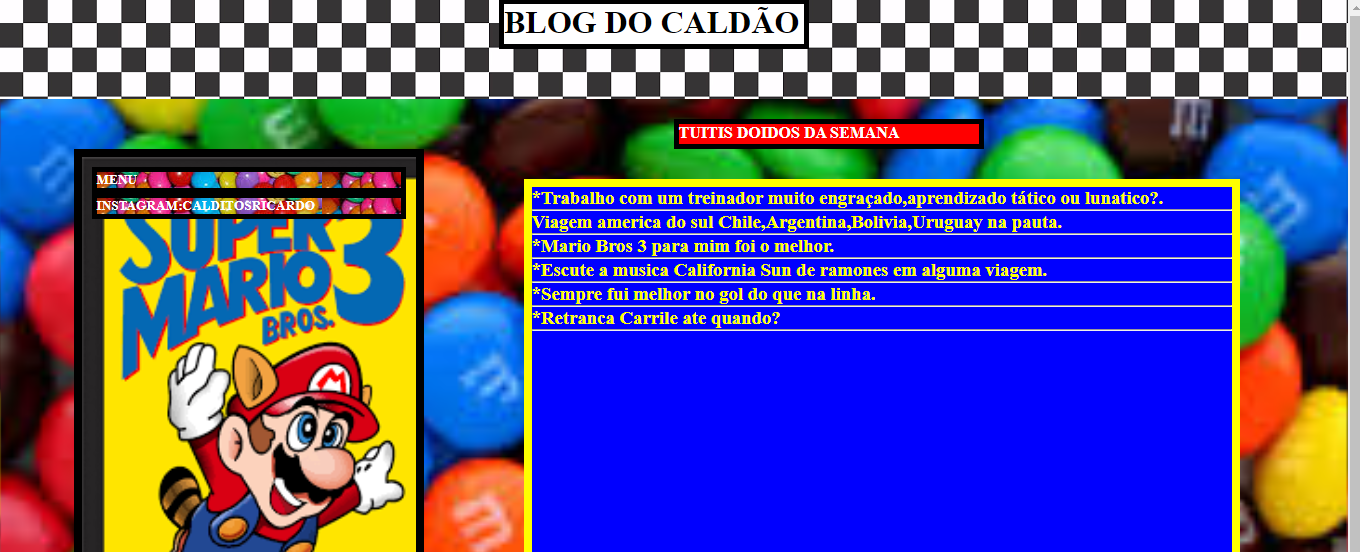 BLOG DO CALDÃO
TUITIS DOIDOS DA SEMANA
MENU
INSTAGRAM:CALDITOSRICARDO
SUPER
MARIO 3
BROS.
M
*Trabalho com um treinador muito engraçado,aprendizado tático ou lunatico?.
Viagem america do sul Chile,Argentina,Bolivia,Uruguay na pauta.
*Mario Bros 3 para mim foi o melhor.
*Escute a musica California Sun de ramones em alguma viagem.
*Sempre fui melhor no gol do que na linha.
*Retranca Carrile ate quando?
m
m
m
m